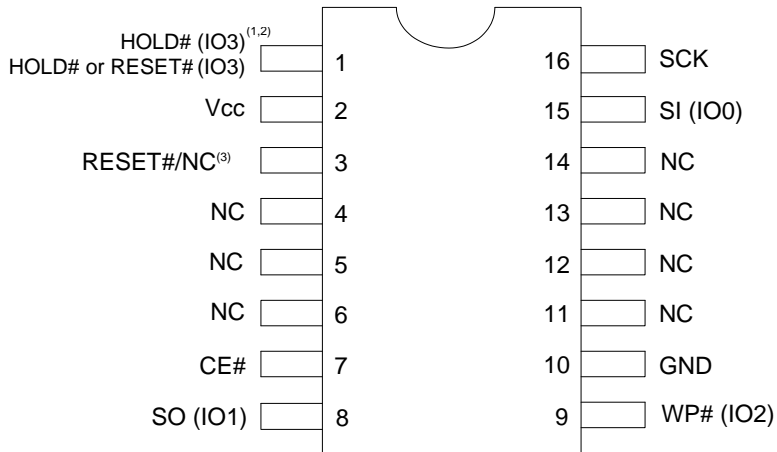 HOLD# (IO3)(1,2)
HOLD# or RESET# (IO3) 1 16 SCK
Vcc 2 15 SI (IO0)
RESET#/NC(3) 3 14 NC
NC 4 13 NC
NC 5 12 NC
NC 6 11 NC
CE# 7 10 GND
SO (IO1) 8 9 WP# (IO2)